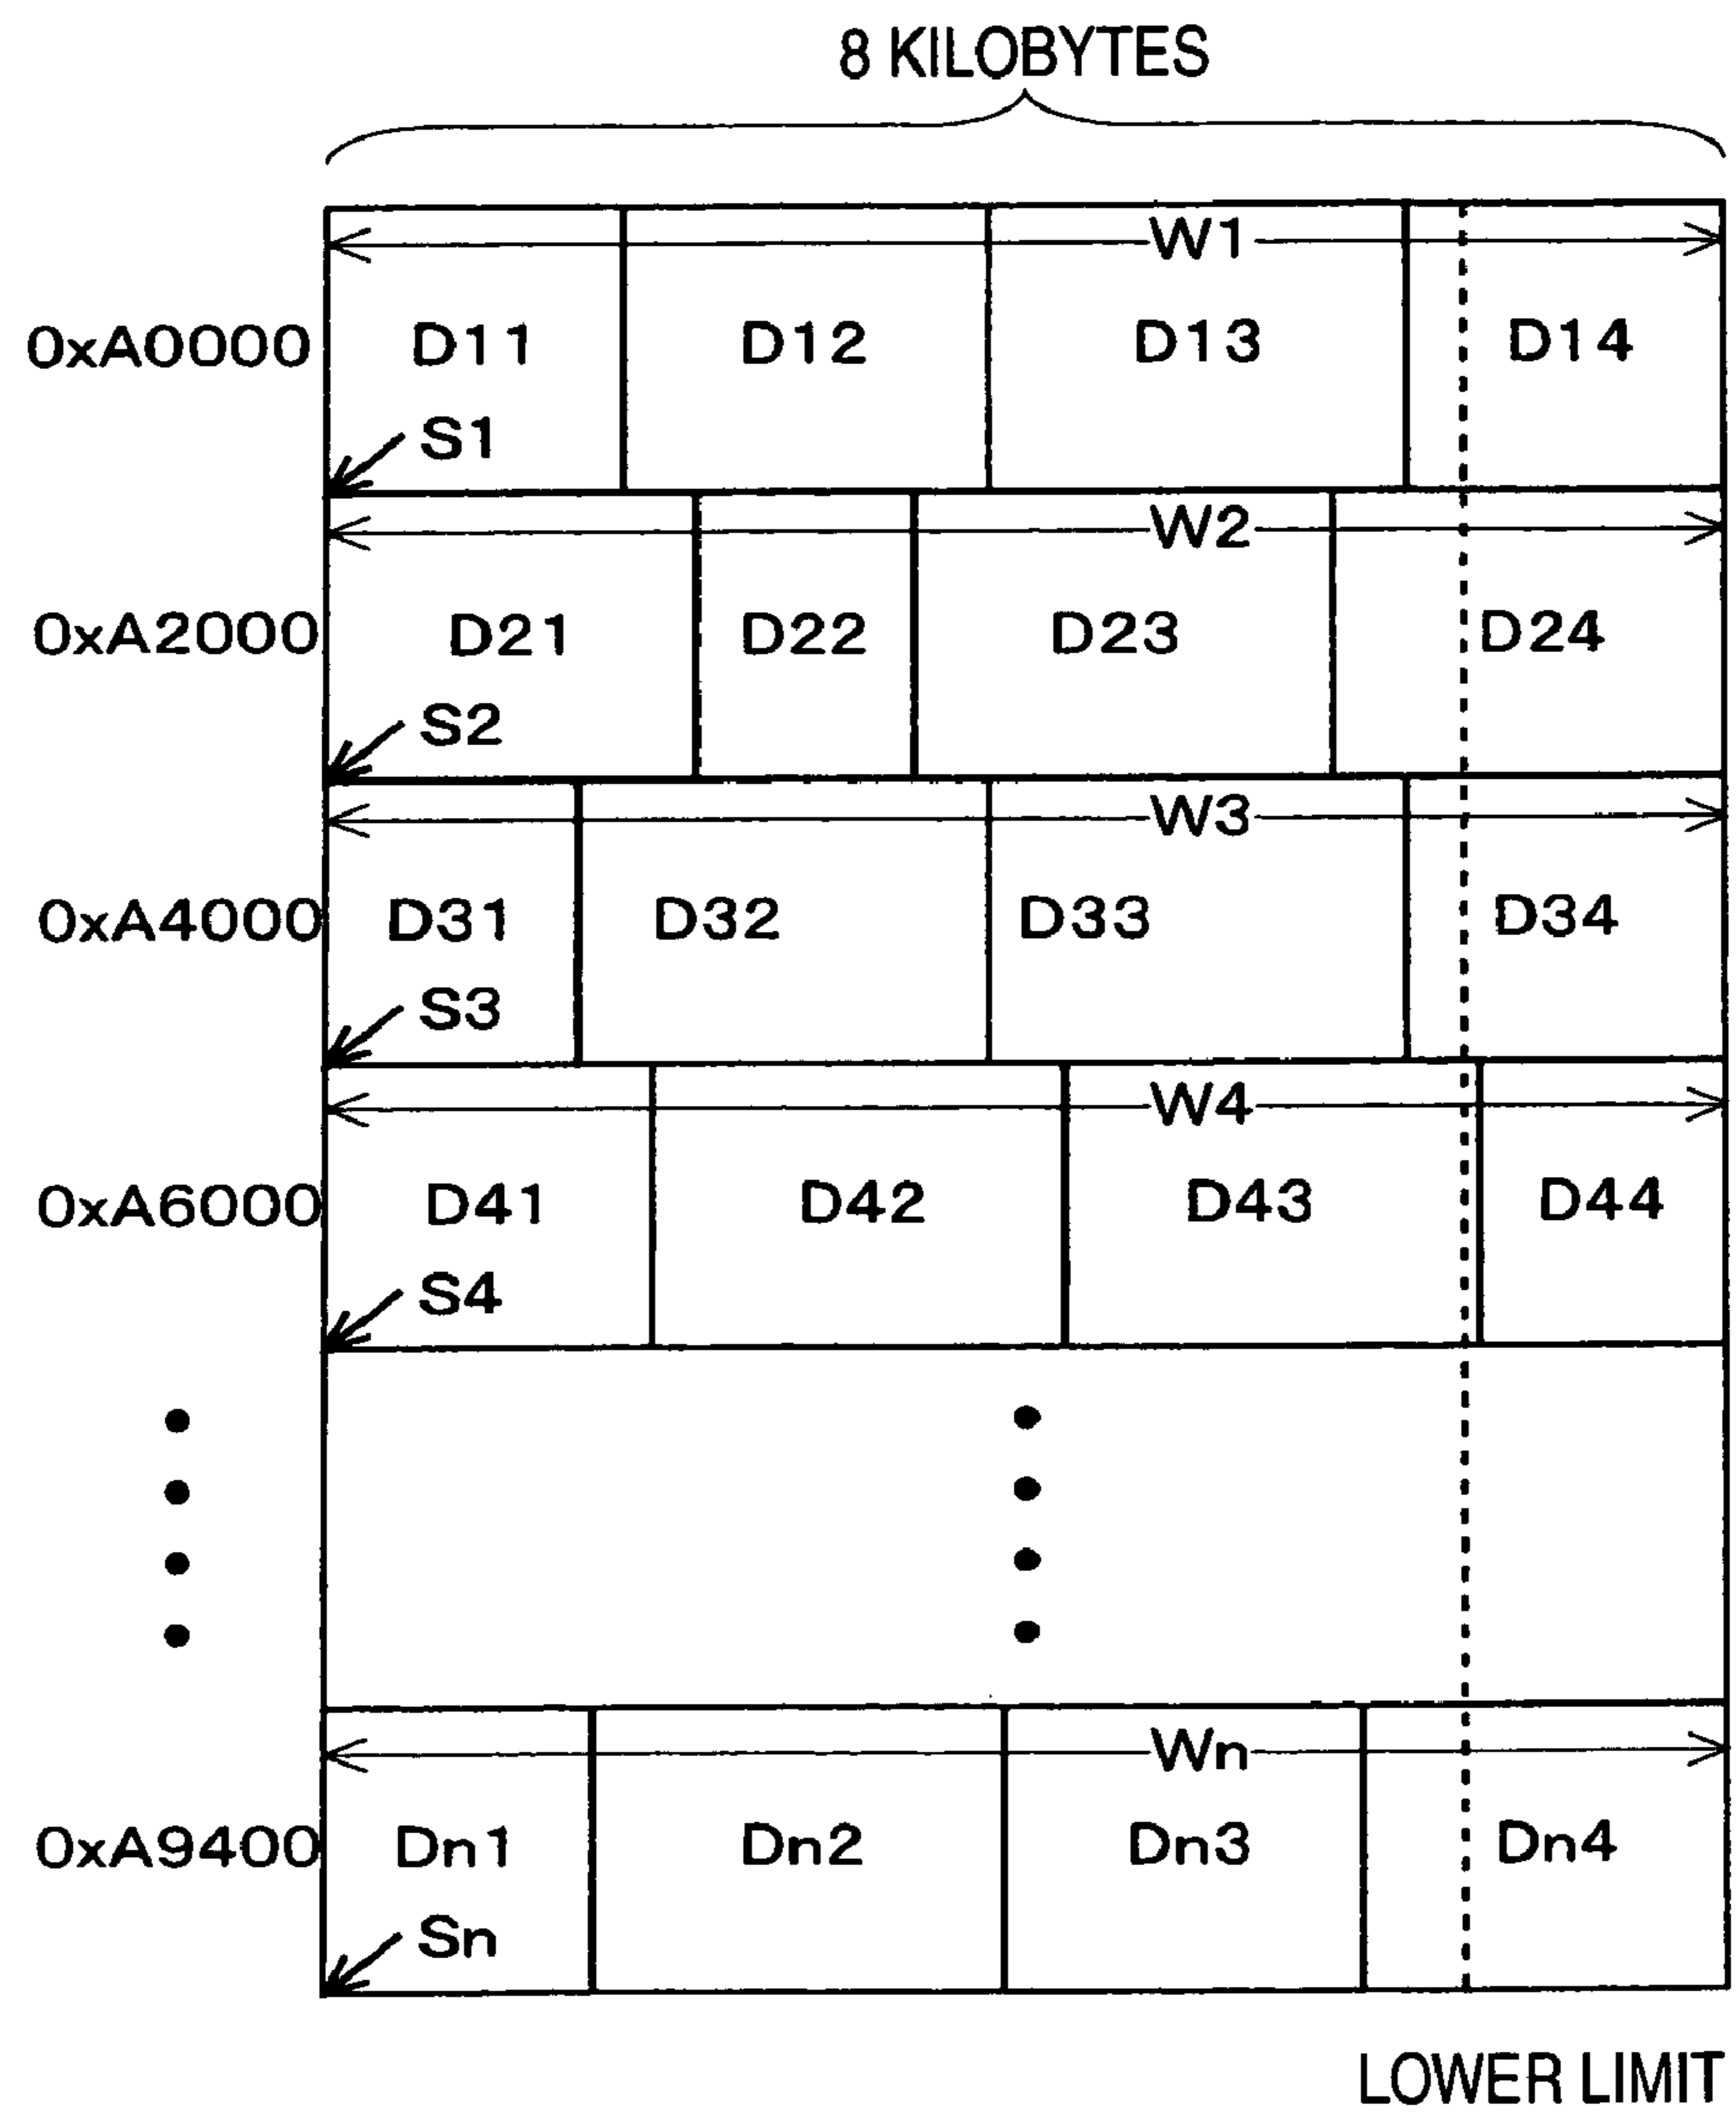 8 KILOBYTES
W1
0xA0000 D11 D12 D13 D14
S1
W2
0xA2000 D21 D22 D23 D24
S2
W3
0xA4000 D31 D32 D33 D34
S3
W4
0xA6000 D41 D42 D43 D44
S4
Wn
0xA9400 Dn1 Dn2 Dn3 Dn4
Sn
LOWER LIMIT